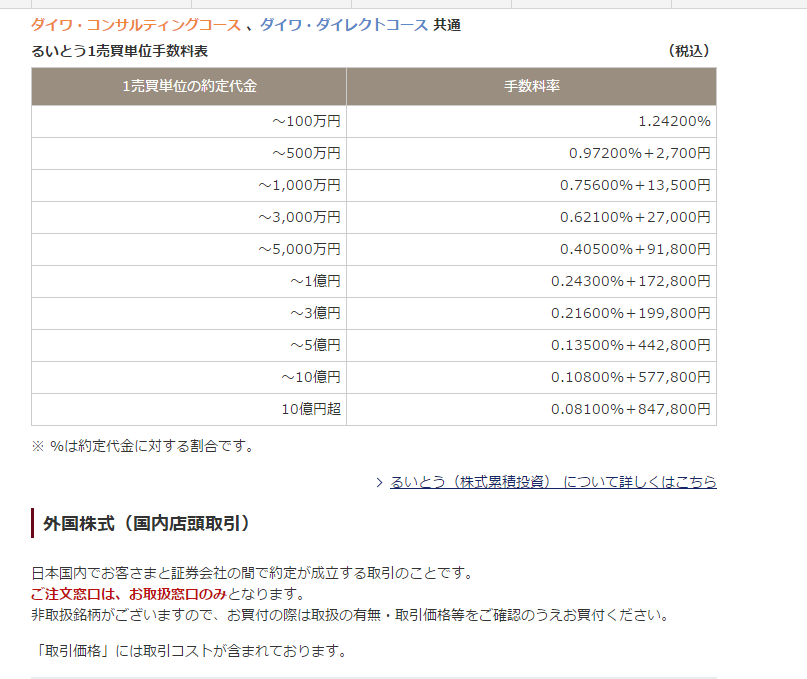 ダイワ・コンサルティングコース 、ダイワ・ダイレクトコース 共通
るいとう1売買単位手数料表 （税込）
1売買単位の約定代金 手数料率
～100万円 1.24200%
～500万円 0.97200%＋2,700円
～1,000万円 0.75600%＋13,500円
～3,000万円 0.62100%＋27,000円
～5,000万円 0.40500%＋91,800円
～1億円 0.24300%＋172,800円
～3億円 0.21600%＋199,800円
～5億円 0.13500%＋442,800円
～10億円 0.10800%＋577,800円
10億円超 0.08100%＋847,800円
※ %は約定代金に対する割合です。
> るいとう（株式累積投資） について詳しくはこちら
外国株式（国内店頭取引）
日本国内でお客さまと証券会社の間で約定が成立する取引のことです。
ご注文窓口は、お取扱窓口のみとなります。
非取扱銘柄がございますので、お買付の際は取扱の有無・取引価格等をご確認のうえお買付ください。
「取引価格」には取引コストが含まれております。